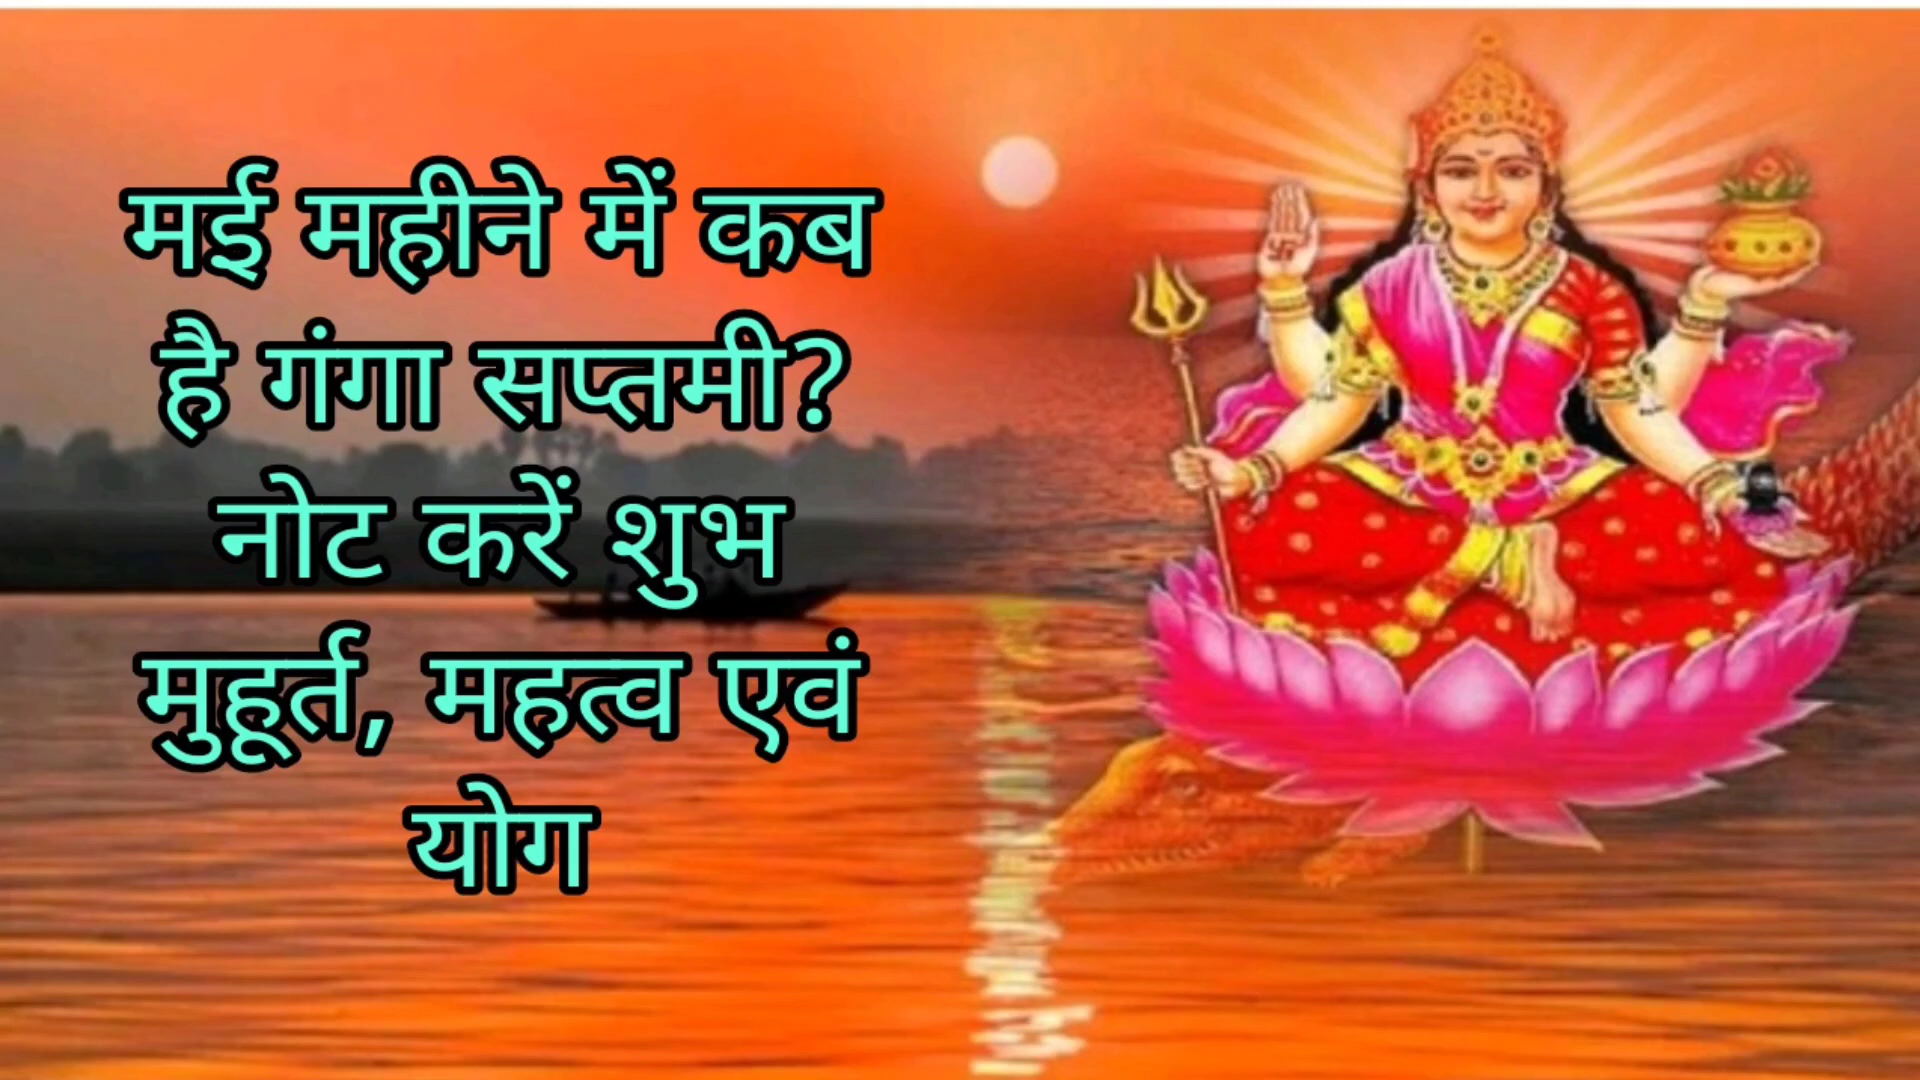 मई महीने में कब
है गंगा सप्तमी?
नोट करें शुभ
मुहूर्त, महत्व एवं
योग